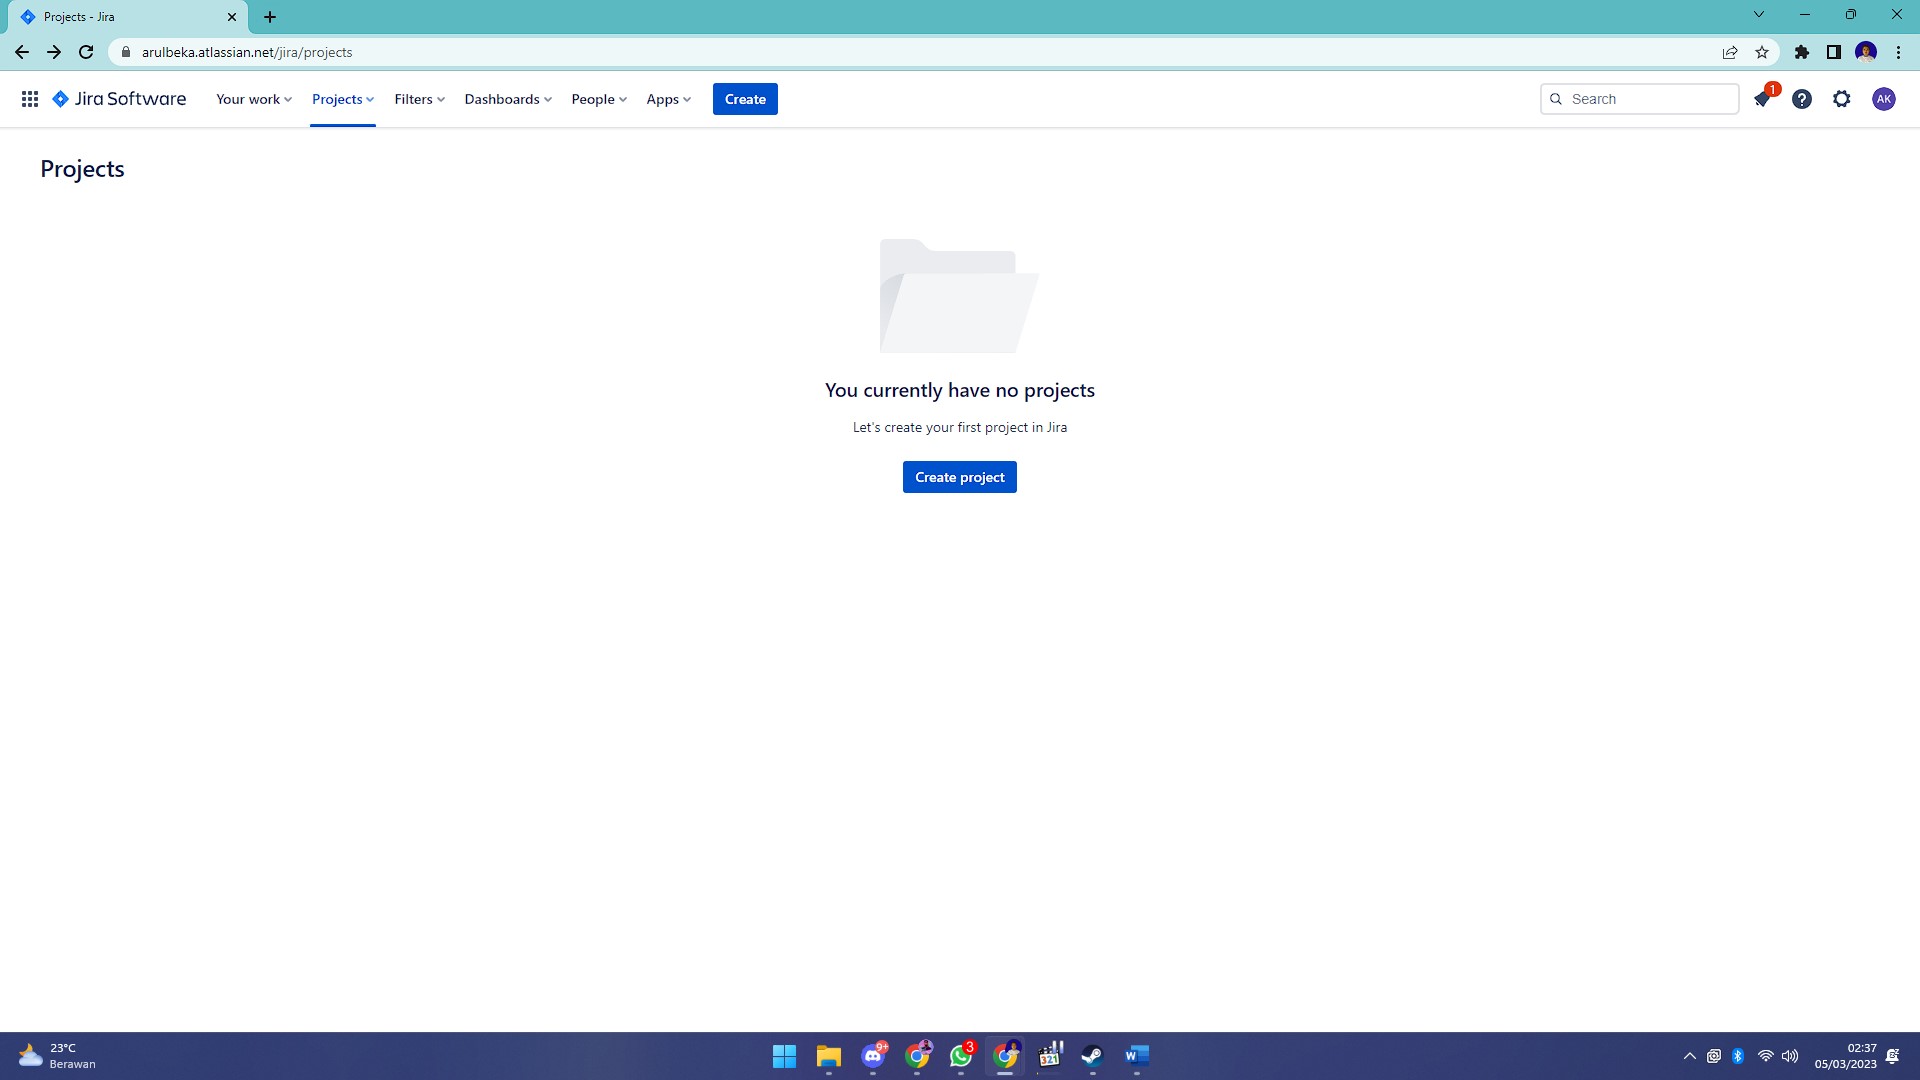 Projects - Jira
arulbeka.atlassian.net/jira/projects
Jira Software Your work Projects Filters Dashboards People Apps Create Search 1 AK
Projects
You currently have no projects
Let's create your first project in Jira
Create project
23°C
Berawan
9+
3
321
W
02:37
05/03/2023